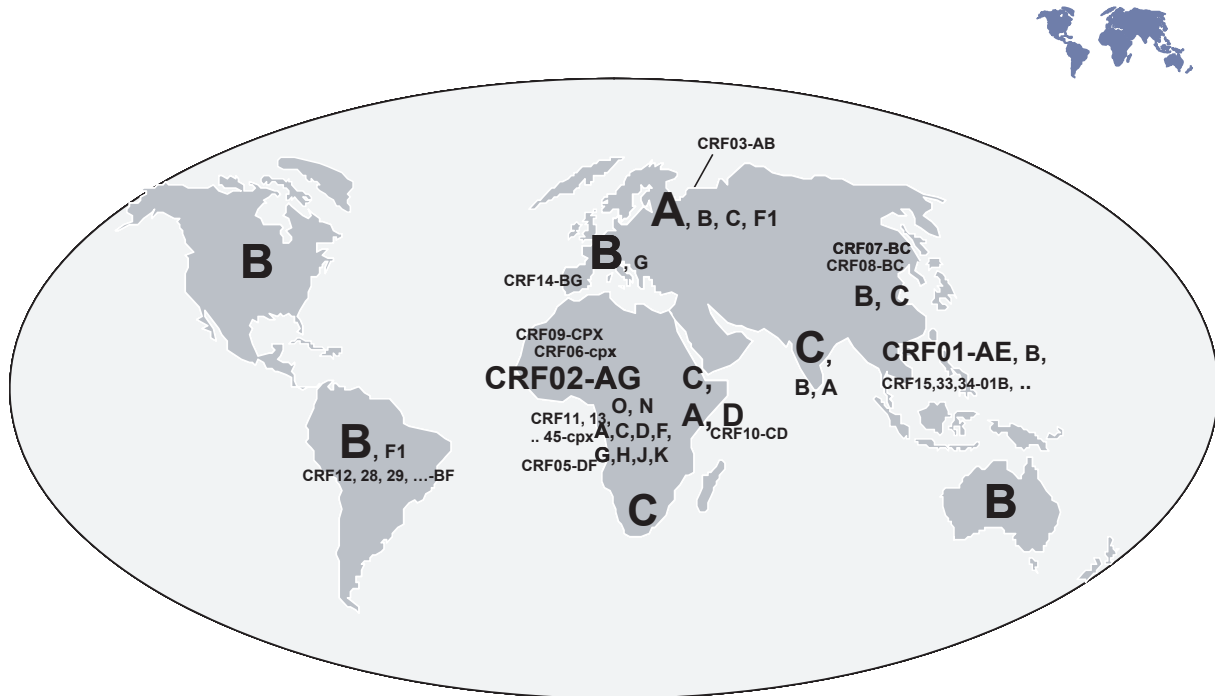 CRF03-AB
A, B, C, F1
B
B, G
CRF07-BC
CRF08-BC
CRF14-BG
B, C
CRF09-CPX
CRF06-cpx
C,
B, A
CRF01-AE, B,
CRF15,33,34-01B, ..
CRF02-AG
C,
A, D
CRF10-CD
O, N
CRF11, 13,
.. 45-cpx
A,C,D,F,
G,H,J,K
CRF05-DF
B, F1
CRF12, 28, 29, ...-BF
C
B